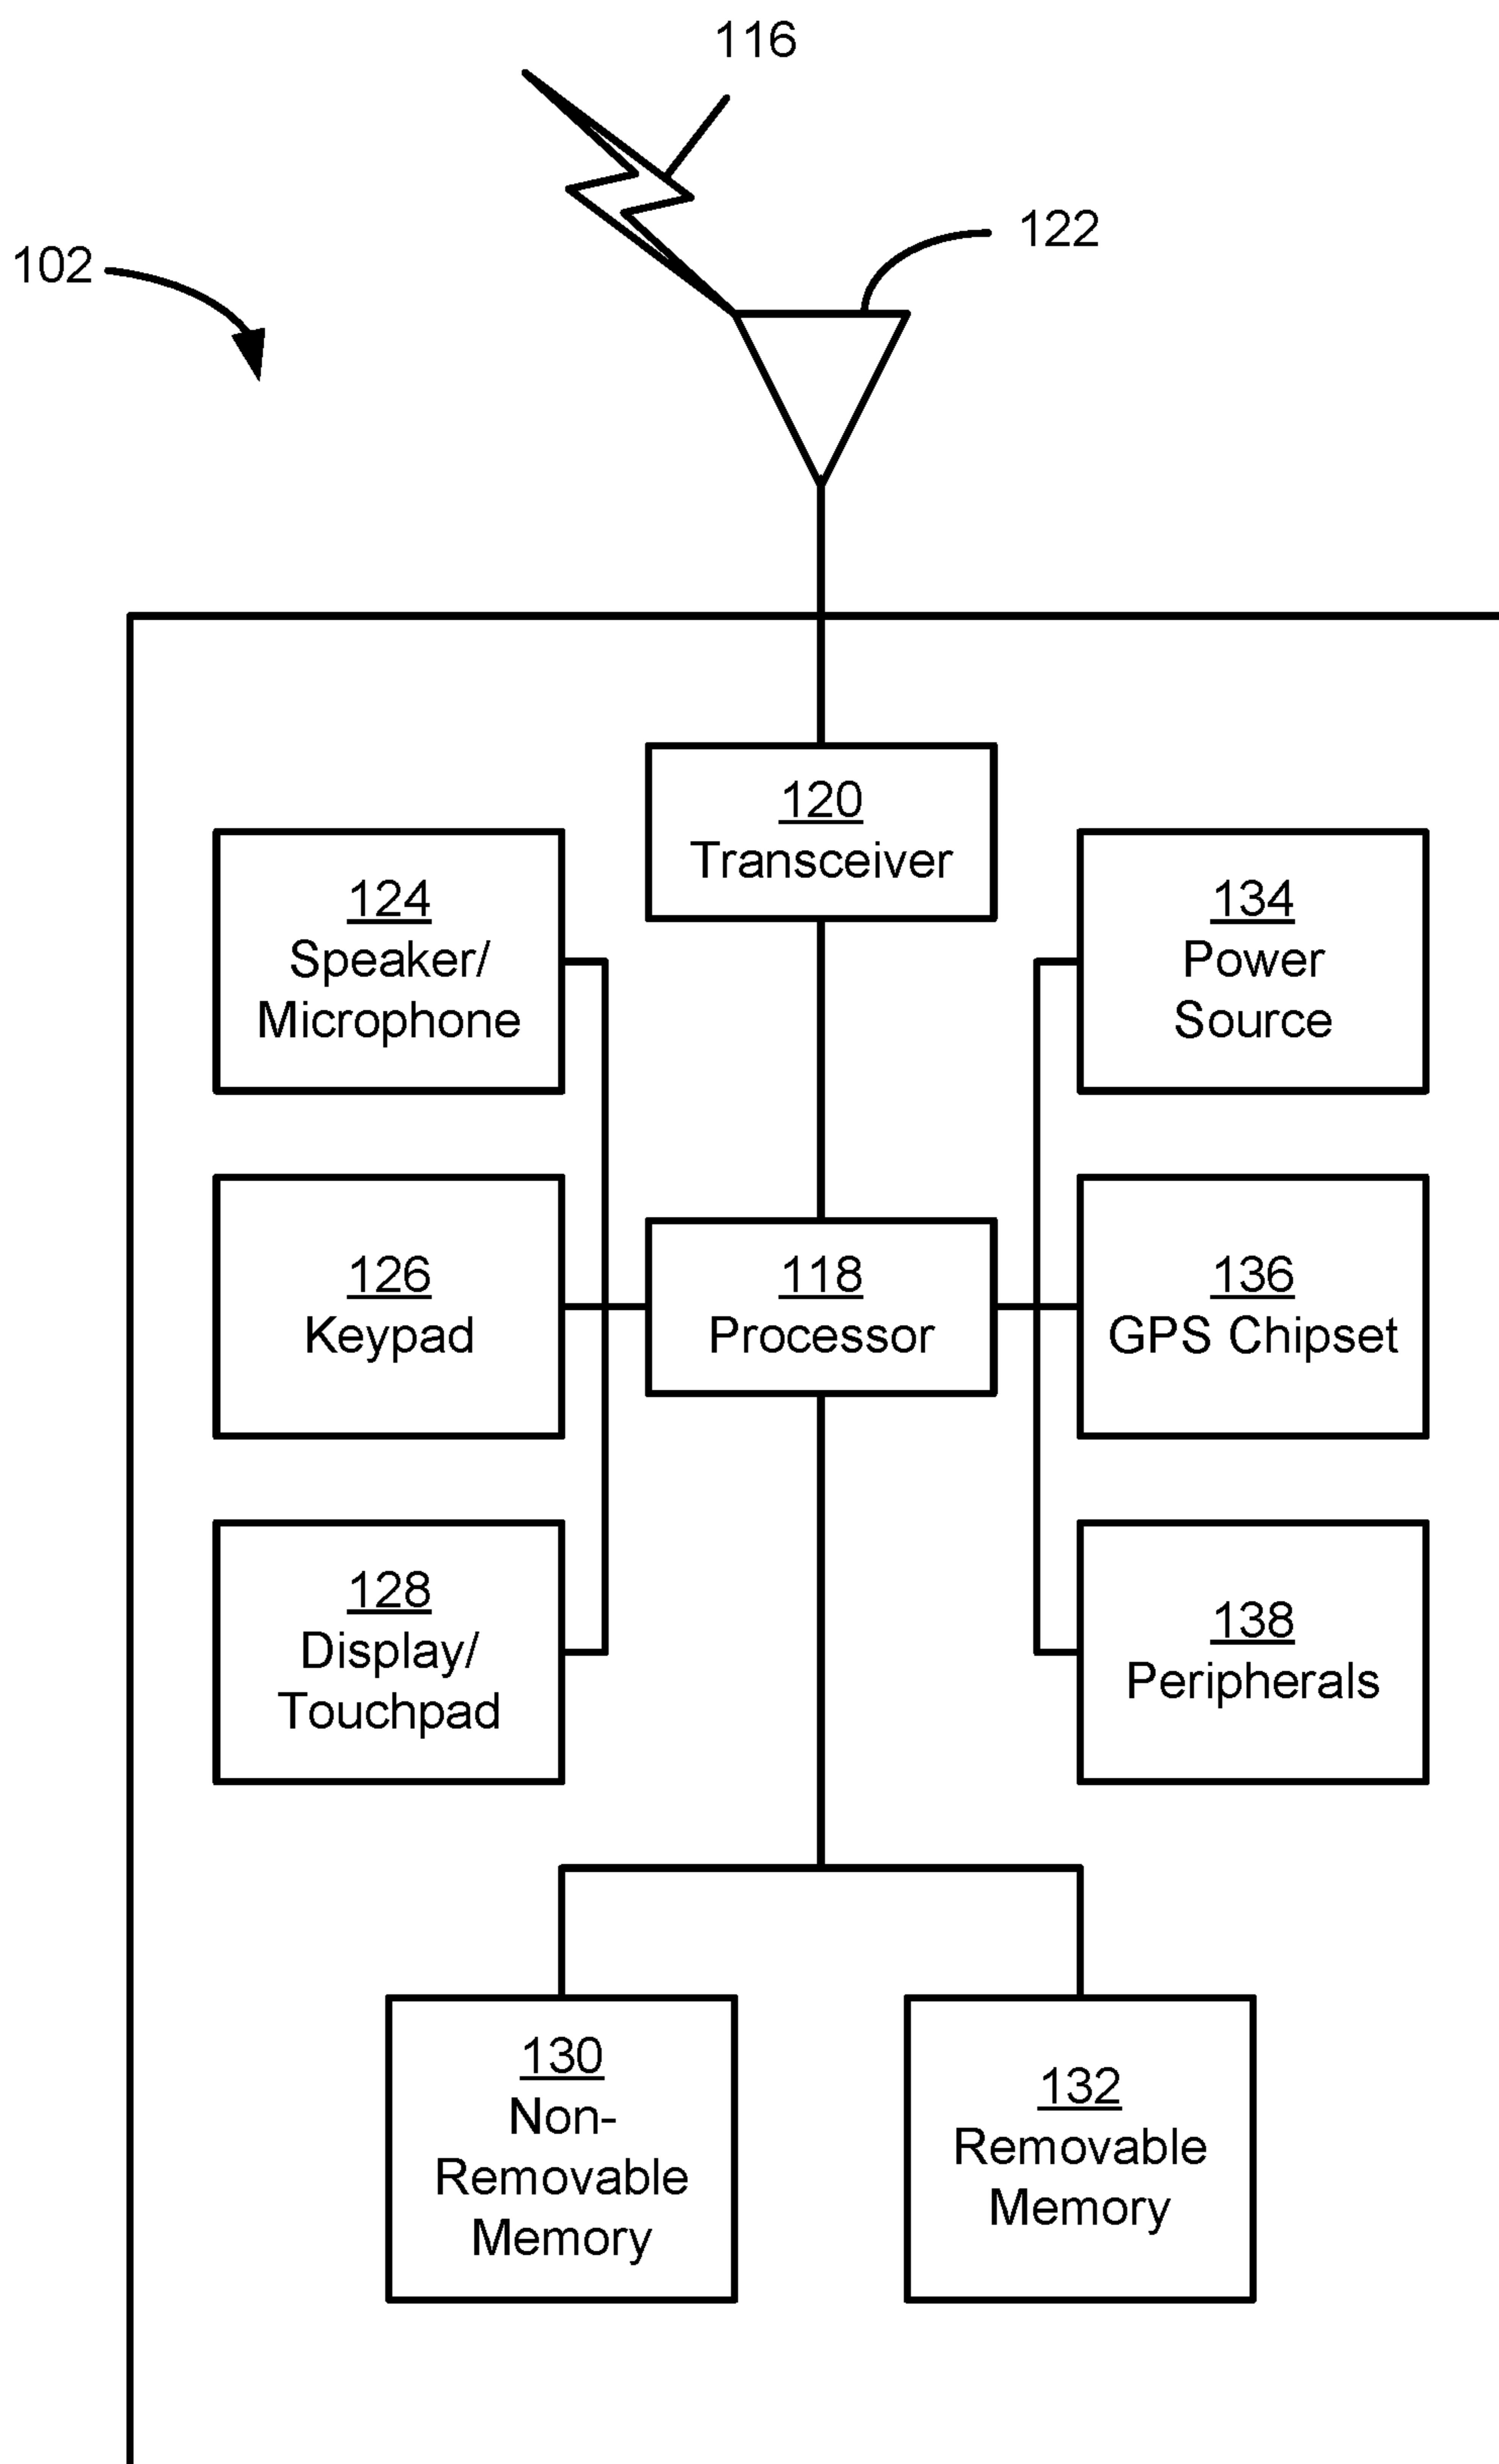 116
122
102
120
Transceiver
124
Speaker/
Microphone
134
Power
Source
126
Keypad
118
Processor
136
GPS Chipset
128
Display/
Touchpad
138
Peripherals
130
Non-
Removable
Memory
132
Removable
Memory